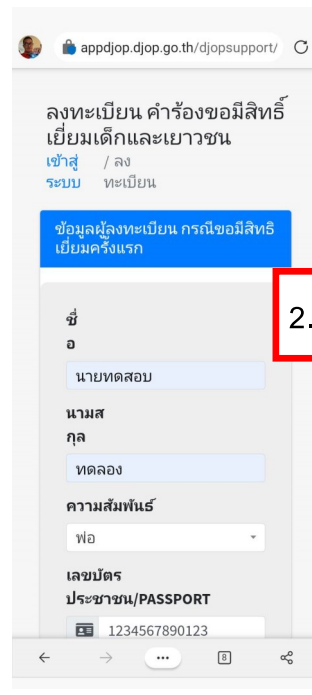 appdjop.djop.go.th/djopsupport/
ลงทะเบียน คำร้องขอมีสิทธิ์
เยี่ยมเด็กและเยาวชน
เข้าสู่ / ลง
ระบบ ทะเบียน
ข้อมูลผู้ลงทะเบียน กรณีขอมีสิทธิ
เยี่ยมครั้งแรก
2.
ชื่
อ
นายทดสอบ
นามส
กุล
ทดลอง
ความสัมพันธ์
พ่อ
เลขบัตร
ประชาชน/PASSPORT
1234567890123
8